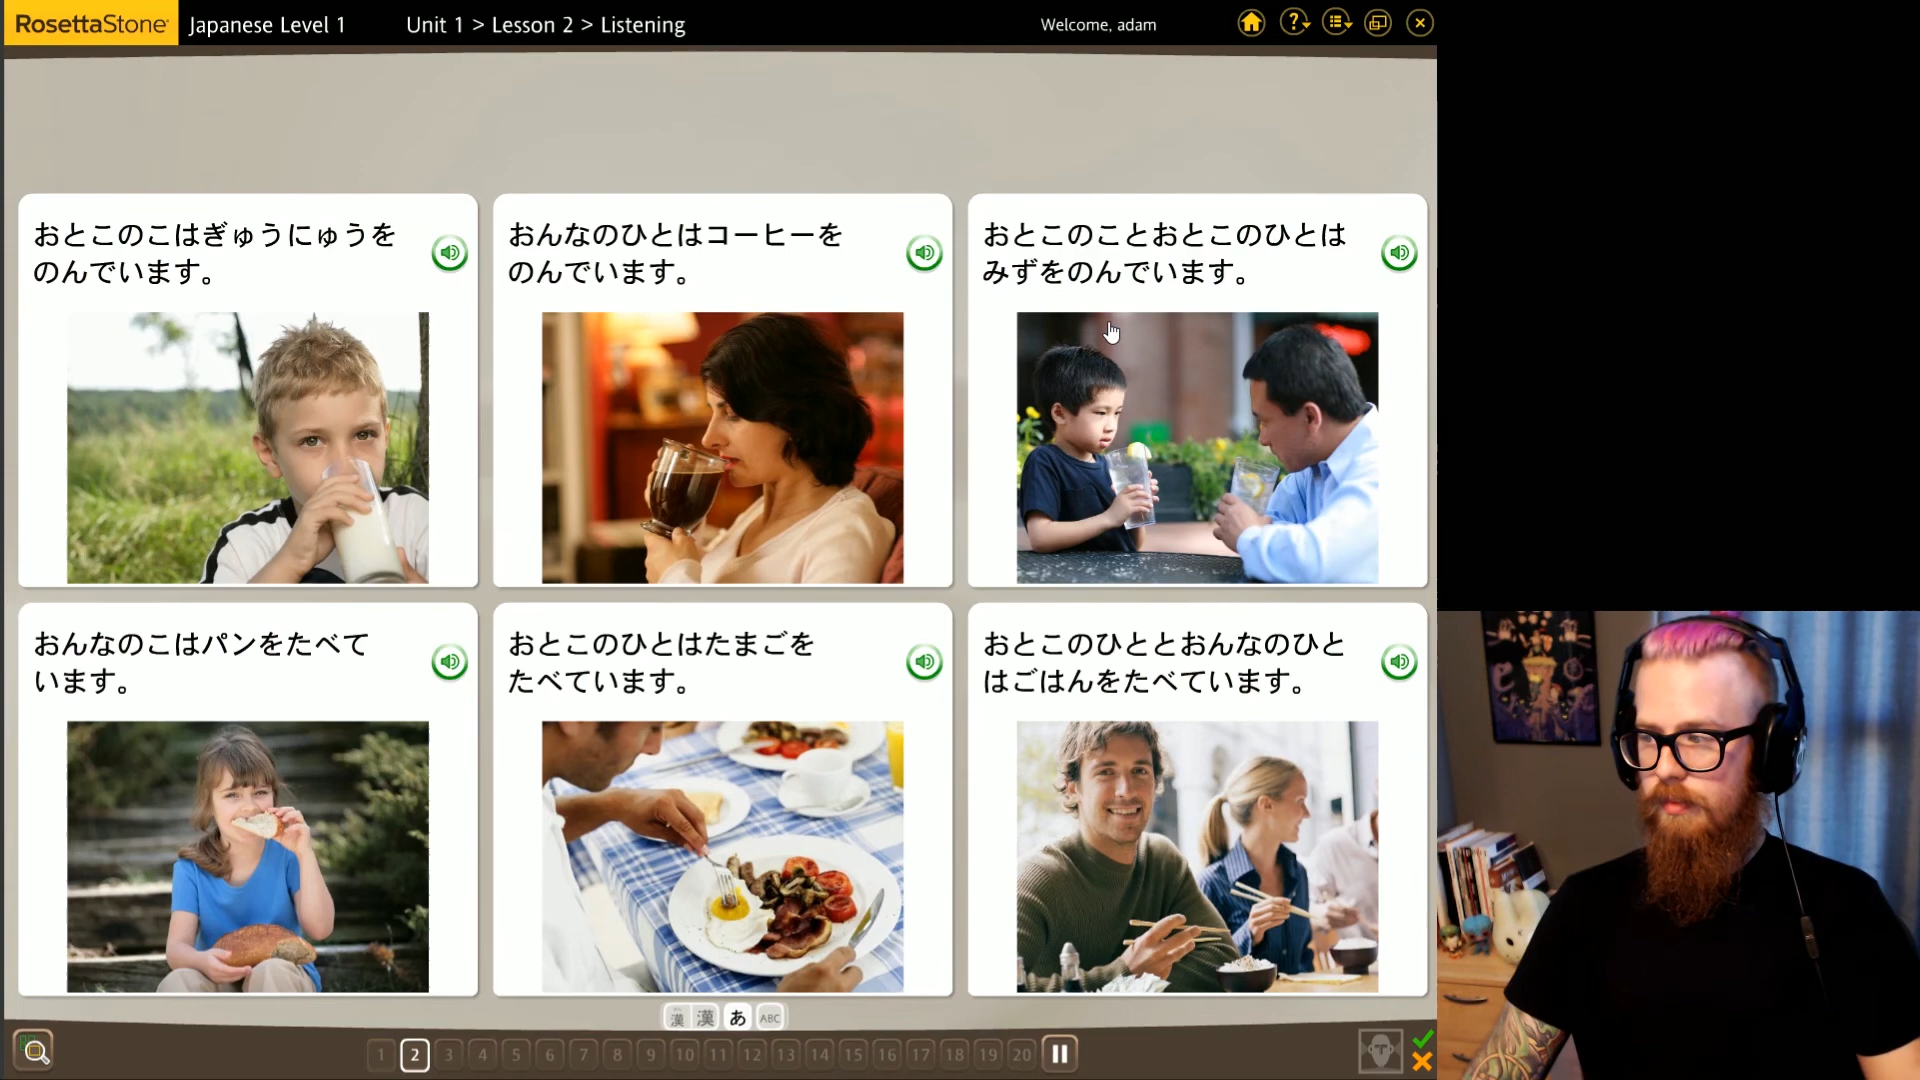 RosettaStone Japanese Level 1 Unit 1 > Lesson 2 > Listening Welcome, adam
おとこのこはぎゅうにゅうを
のんでいます。
おんなのひとはコーヒーを
のんでいます。
おとこのことおとこのひとは
みずをのんでいます。
おんなのこはパンをたべて
います。
おとこのひとはたまごを
たべています。
おとこのひととおんなのひと
はごはんをたべています。
漢 漢 あ ABC
1 2 3 4 5 6 7 8 9 10 11 12 13 14 15 16 17 18 19 20